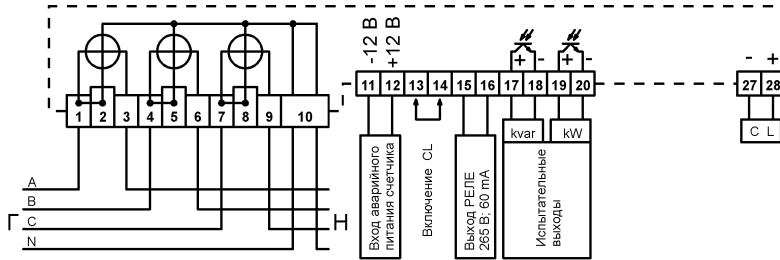 -12 В
+12 В
+ -
+ -
- +
1 2 3 4 5 6 7 8 9 10
11 12 13 14 15 16 17 18 19 20
27 28
kvar
kW
C L
A
B
C
N
Г
Н
Вход аварийного
питания счетчика
Включение CL
Выход РЕЛЕ
265 В; 60 mA
Испытательные
выходы